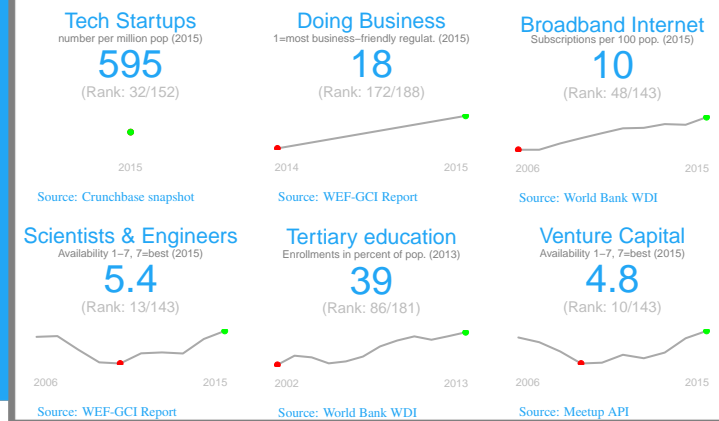 Tech Startups
number per million pop (2015)
595
(Rank: 32/152)
2015
Source: Crunchbase snapshot
Doing Business
1=most business−friendly regulat. (2015)
18
(Rank: 172/188)
2014 2015
Source: WEF-GCI Report
Broadband Internet
Subscriptions per 100 pop. (2015)
10
(Rank: 48/143)
2006 2015
Source: World Bank WDI
Scientists & Engineers
Availability 1−7, 7=best (2015)
5.4
(Rank: 13/143)
2006 2015
Source: WEF-GCI Report
Tertiary education
Enrollments in percent of pop. (2013)
39
(Rank: 86/181)
2002 2013
Source: World Bank WDI
Venture Capital
Availability 1−7, 7=best (2015)
4.8
(Rank: 10/143)
2006 2015
Source: Meetup API